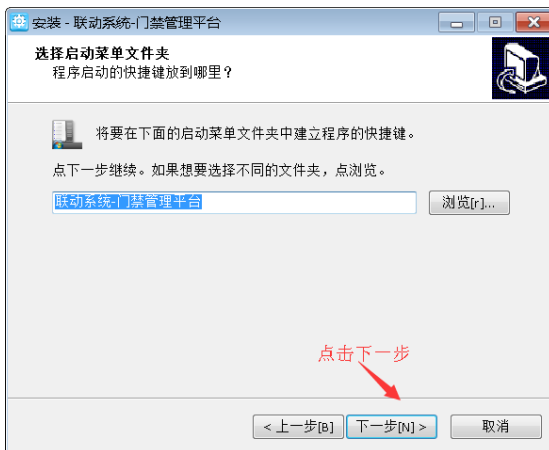 安装 - 联动系统-门禁管理平台
选择启动菜单文件夹
程序启动的快捷键放到哪里？
将要在下面的启动菜单文件夹中建立程序的快捷键。
点下一步继续。如果想要选择不同的文件夹，点浏览。
联动系统-门禁管理平台
浏览[r]...
点击下一步
< 上一步[B]
下一步[N] >
取消